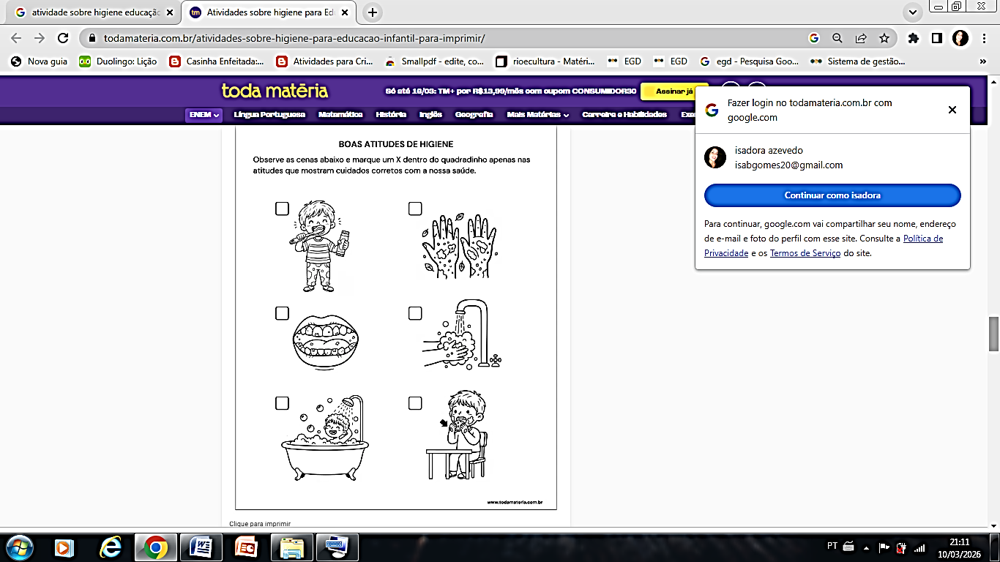 atividade sobre higiene educaçã
Atividades sobre higiene para Ed
todamateria.com.br/atividades-sobre-higiene-para-educacao-infantil-para-imprimir/
Nova guia
Duolingo: Lição
Casinha Enfeitada:...
Atividades para Cri...
Smallpdf - edite, co...
rioecultura - Matéri...
EGD
EGD
egd - Pesquisa Goo...
Sistema de gestão...
»
toda matéria
Só até 16/03: TM+ por R$13,99/mês com cupom CONSUMIDOR30
Assinar já
ENEM
Língua Portuguesa
Matemática
História
Inglês
Geografia
Mais Matérias
Carreira e Habilidades
Fazer login no todamateria.com.br com
google.com
isadora azevedo
isabgomes20@gmail.com
Continuar como isadora
Para continuar, google.com vai compartilhar seu nome, endereço
de e-mail e foto do perfil com esse site. Consulte a Política de
Privacidade e os Termos de Serviço do site.
BOAS ATITUDES DE HIGIENE
Observe as cenas abaixo e marque um X dentro do quadradinho apenas nas
atitudes que mostram cuidados corretos com a nossa saúde.
www.todamateria.com.br
Clique para imprimir
PT
21:11
10/03/2026